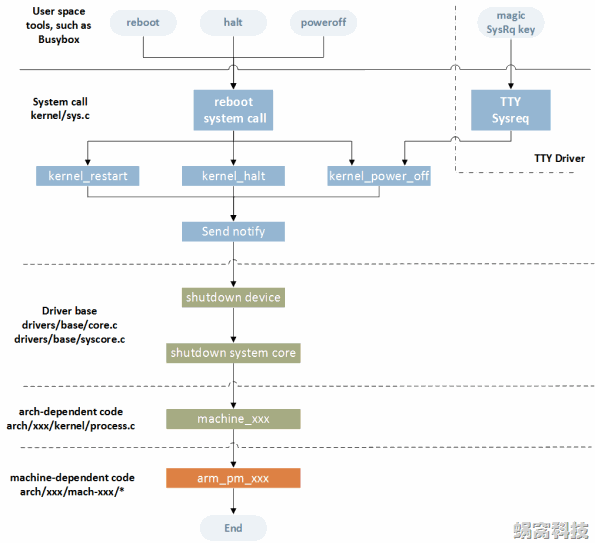 User space
tools, such as
Busybox
reboot
halt
poweroff
magic
SysRq key
System call
kernel/sys.c
reboot
system call
TTY
Sysreq
TTY Driver
kernel_restart
kernel_halt
kernel_power_off
Send notify
Driver base
drivers/base/core.c
drivers/base/syscore.c
shutdown device
shutdown system core
arch-dependent code
arch/xxx/kernel/process.c
machine_xxx
machine-dependent code
arch/xxx/mach-xx/*
arm_pm_xxx
End
蜗窝科技